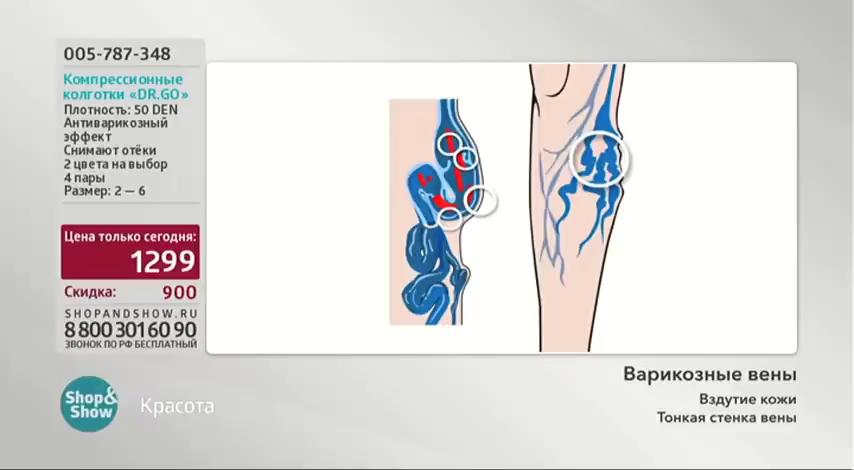 005-787-348
Компрессионные
колготки «DR.GO»
Плотность: 50 DEN
Антиварикозный
эффект
Снимают отёки
2 цвета на выбор
4 пары
Размер: 2 — 6
Цена только сегодня:
1299
Скидка: 900
SHOPANDSHOW.RU
8 800 301 60 90
ЗВОНОК ПО РФ БЕСПЛАТНЫЙ
Shop&
Show
Красота
Варикозные вены
Вздутие кожи
Тонкая стенка вены